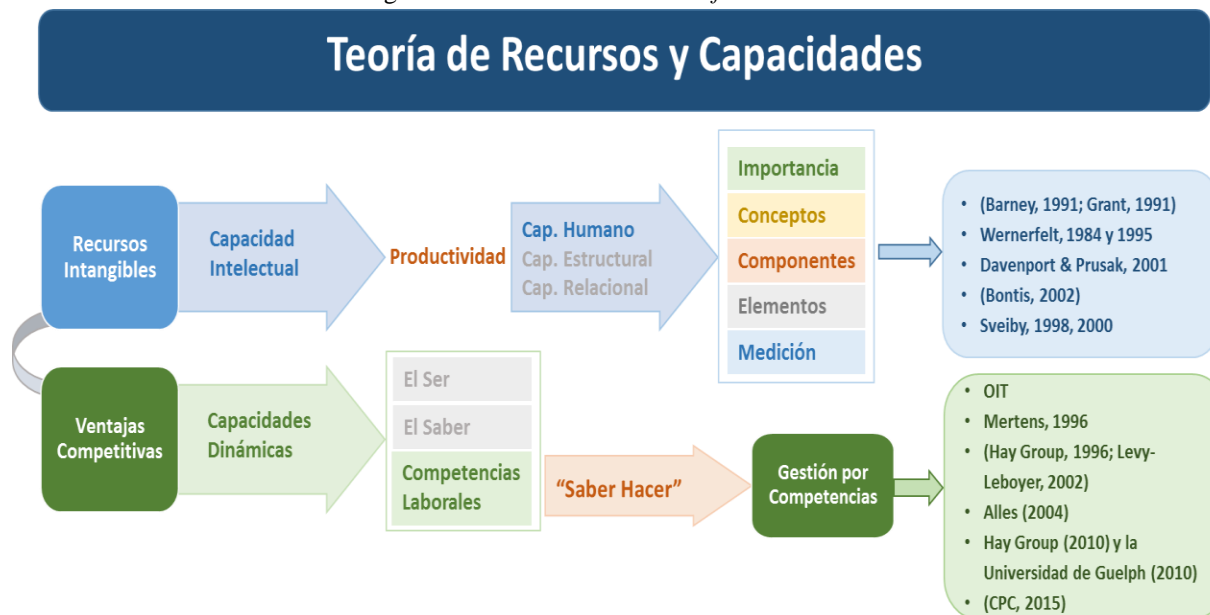 Teoría de Recursos y Capacidades
Recursos
Intangibles
Capacidad
Intelectual
Productividad
Cap. Humano
Cap. Estructural
Cap. Relacional
Importancia
Conceptos
Componentes
Elementos
Medición
• (Barney, 1991; Grant, 1991)
• Wernerfelt, 1984 y 1995
• Davenport & Prusak, 2001
• (Bontis, 2002)
• Sveiby, 1998, 2000
Ventajas
Competitivas
Capacidades
Dinámicas
El Ser
El Saber
Competencias
Laborales
“Saber Hacer”
Gestión por
Competencias
• OIT
• Mertens, 1996
• (Hay Group, 1996; Levy-
Leboyer, 2002)
• Alles (2004)
• Hay Group (2010) y la
Universidad de Guelph (2010)
• (CPC, 2015)